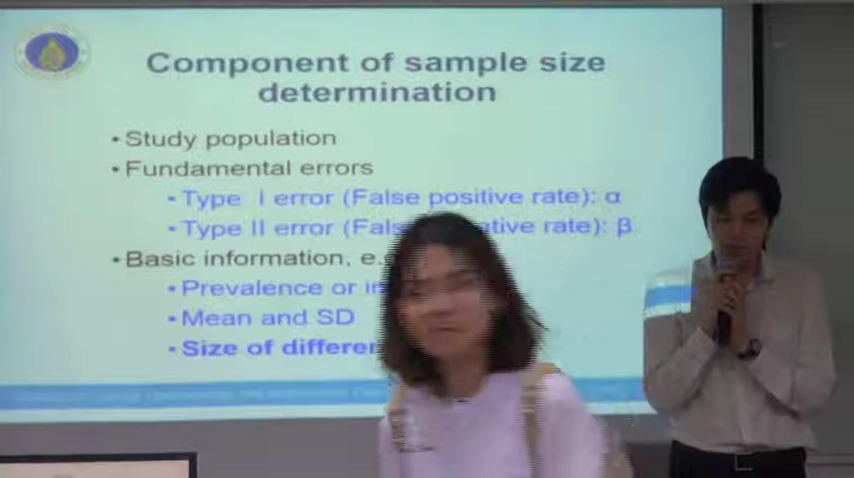 Component of sample size
determination
•Study population
•Fundamental errors
•Type I error (False positive rate): α
•Type II error (Fals ative rate): β
•Basic information, e.
•Prevalence or in
•Mean and SD
•Size of differen